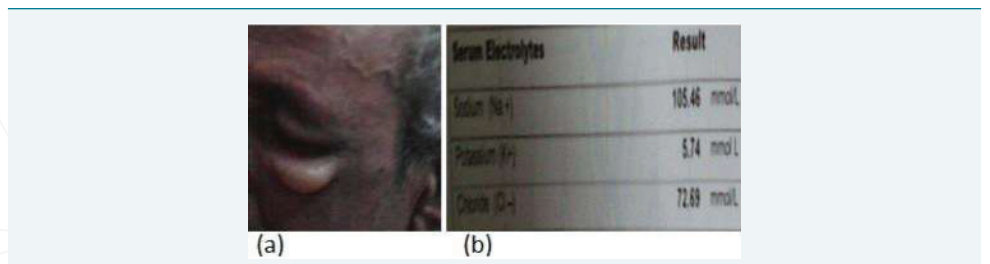 Serum Electrolytes Result
Sodium (Na+) 105.46 mmol/L
Potassium (K+) 5.74 mmol L
Chloride (Cl-) 72.69 mmol/L
(a) (b)